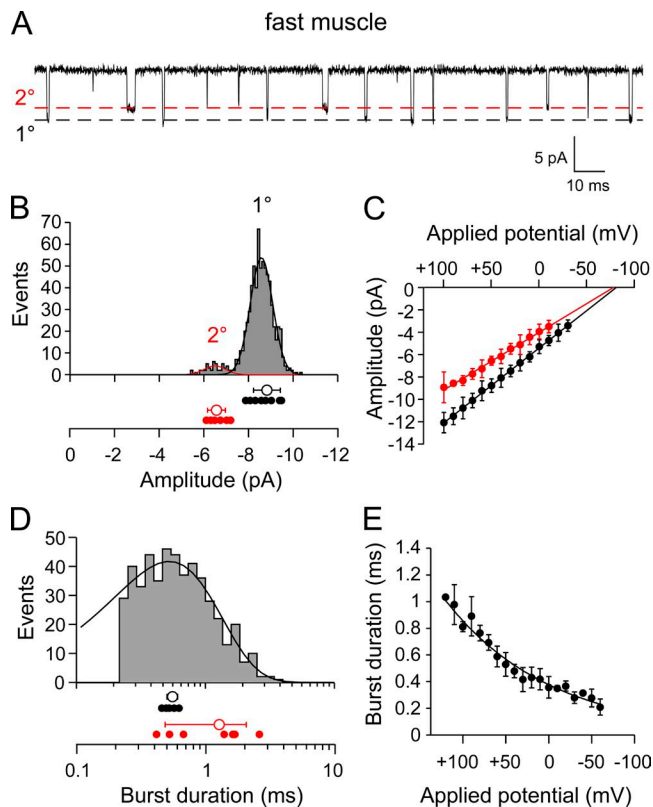 A
fast muscle
2°
1°
5 pA
10 ms
B
1°
2°
Events
70
60
50
40
30
20
10
0
0 -2 -4 -6 -8 -10 -12
Amplitude (pA)
C
Applied potential (mV)
+100 +50 0 -50 -100
Amplitude (pA)
0
-2
-4
-6
-8
-10
-12
-14
D
Events
50
40
30
20
10
0
0.1 1 10
Burst duration (ms)
E
Burst duration (ms)
1.4
1.2
1
0.8
0.6
0.4
0.2
0
+100 +50 0 -50 -100
Applied potential (mV)